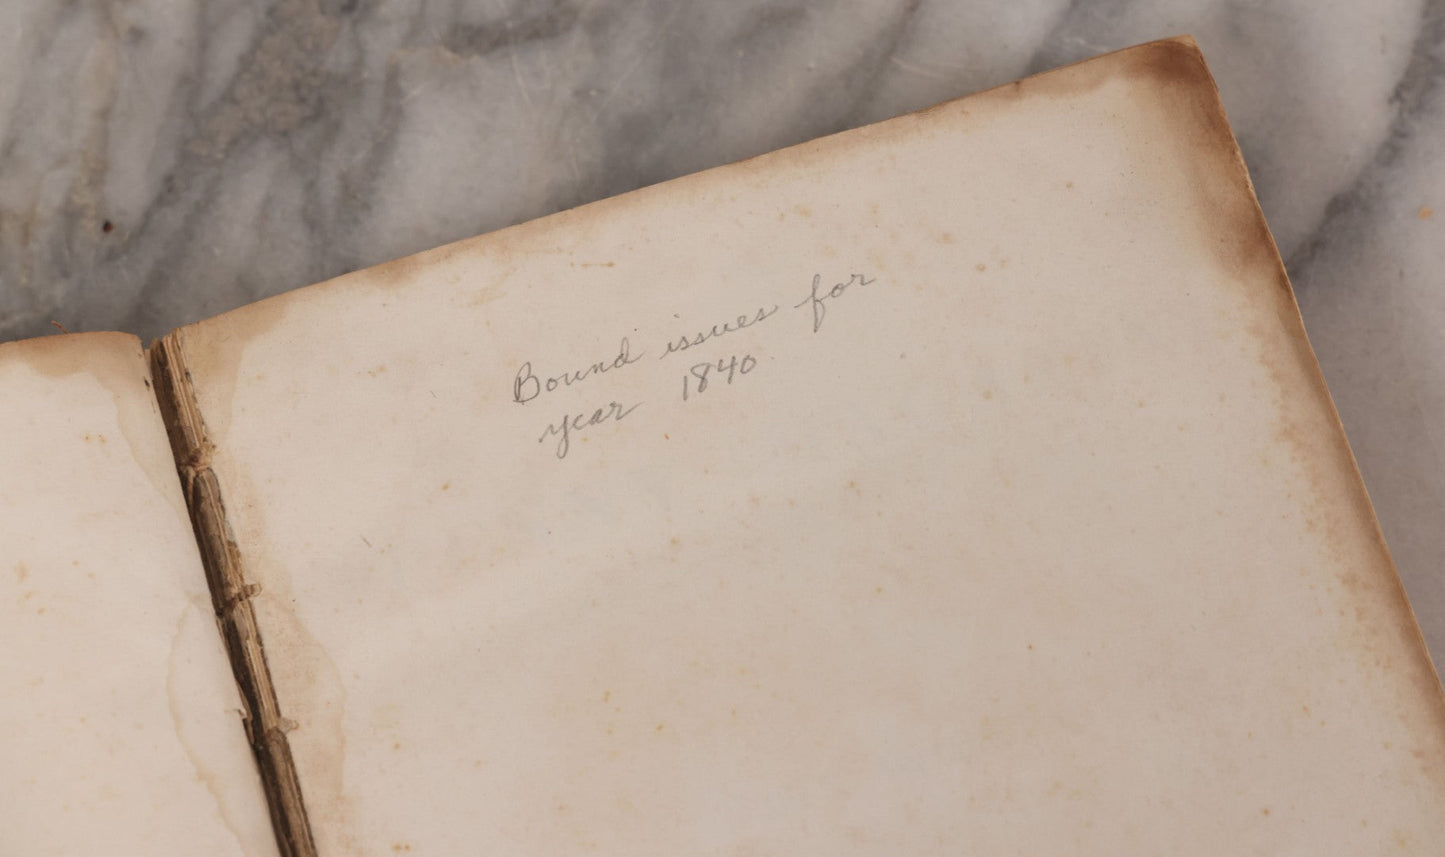 Bound issues for
year 1840